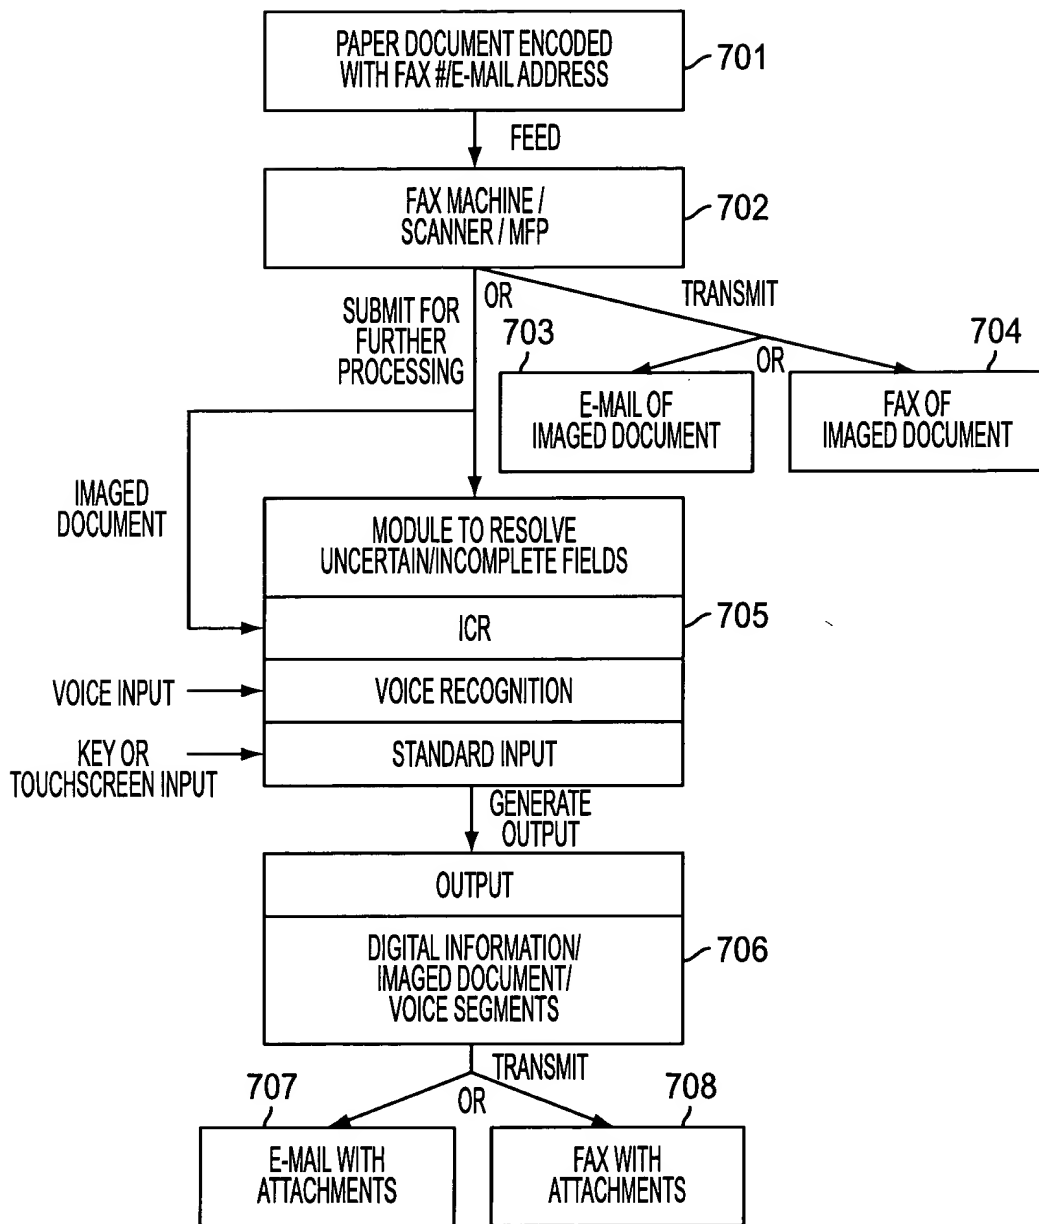 PAPER DOCUMENT ENCODED
WITH FAX #/E-MAIL ADDRESS
701
FEED
FAX MACHINE /
SCANNER / MFP
702
SUBMIT FOR
FURTHER
PROCESSING
OR
TRANSMIT
703
OR
704
E-MAIL OF
IMAGED DOCUMENT
FAX OF
IMAGED DOCUMENT
IMAGED
DOCUMENT
MODULE TO RESOLVE
UNCERTAIN/INCOMPLETE FIELDS
ICR
705
VOICE INPUT
VOICE RECOGNITION
KEY OR
TOUCHSCREEN INPUT
STANDARD INPUT
GENERATE
OUTPUT
OUTPUT
DIGITAL INFORMATION/
IMAGED DOCUMENT/
VOICE SEGMENTS
706
TRANSMIT
OR
707
708
E-MAIL WITH
ATTACHMENTS
FAX WITH
ATTACHMENTS